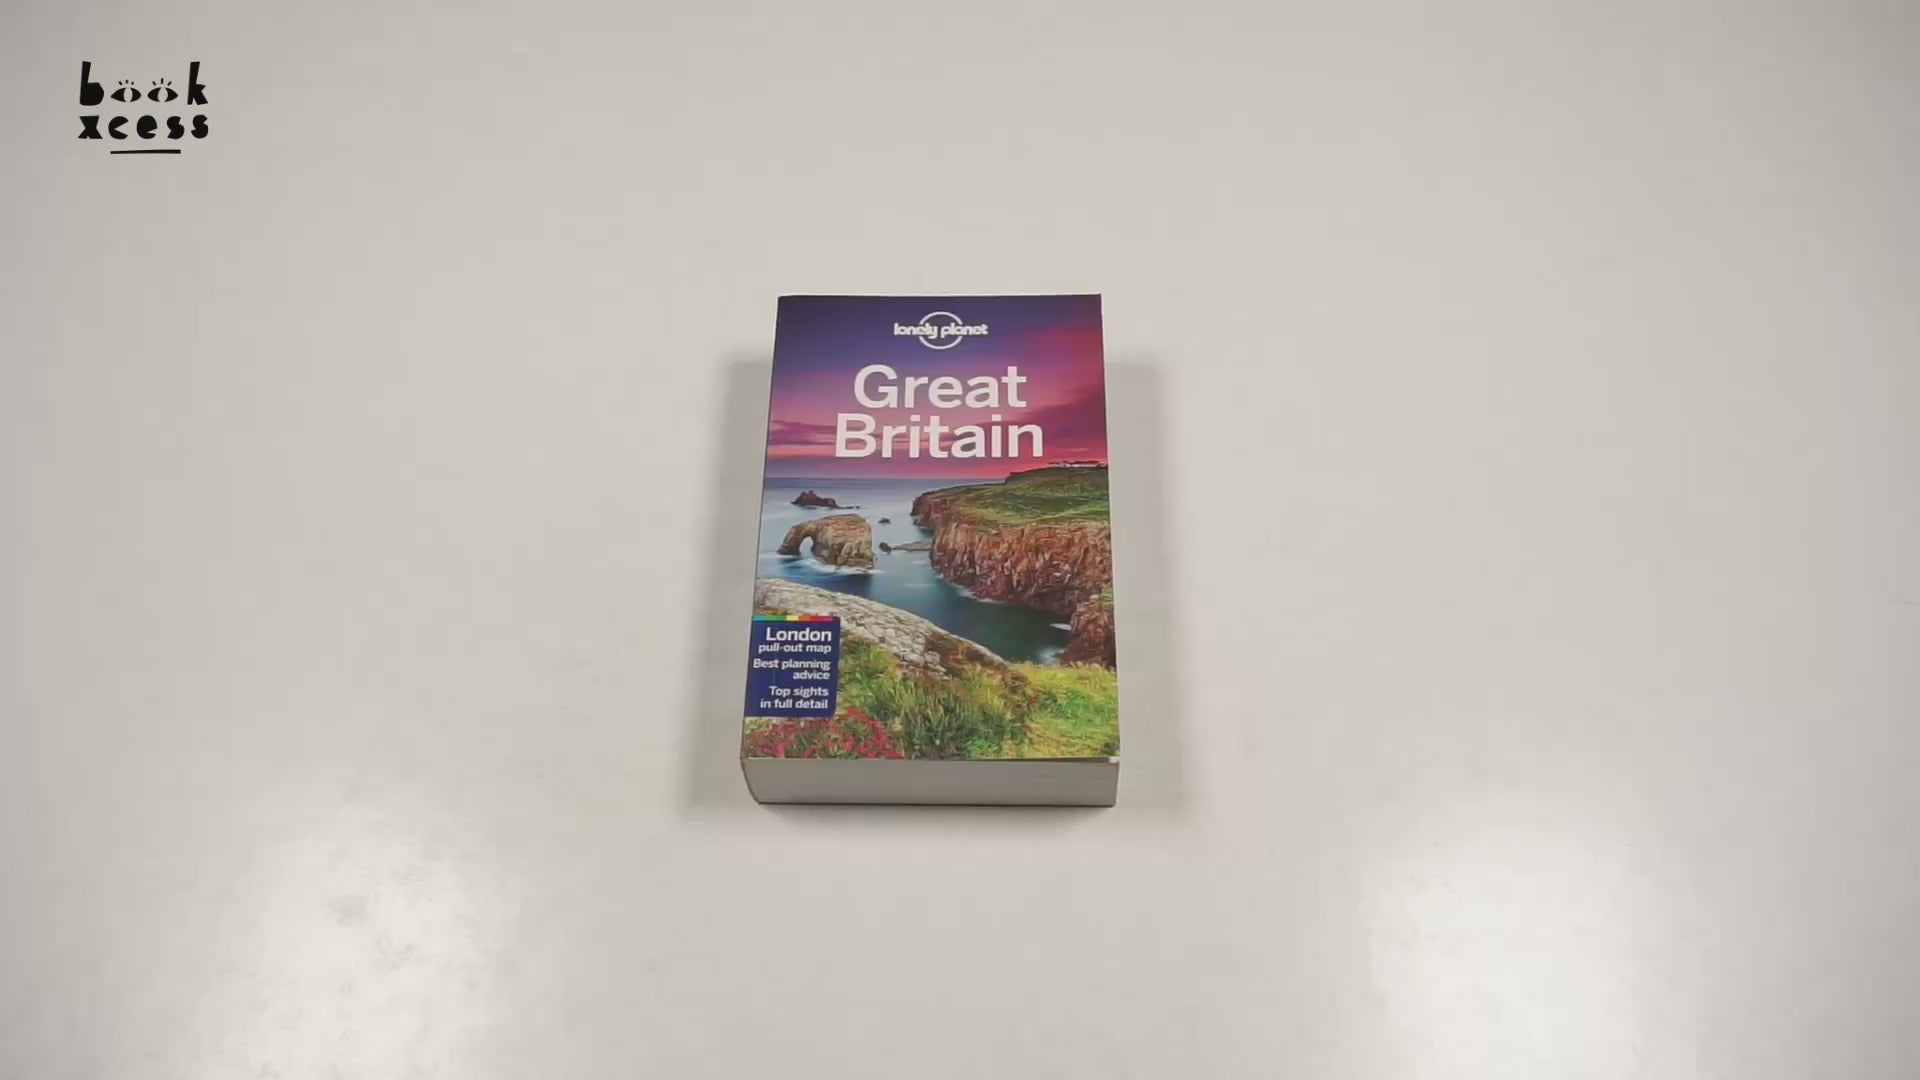 book
xcess
lonely planet
Great
Britain
London
pull-out map
Best planning
advice
Top sights
in full detail